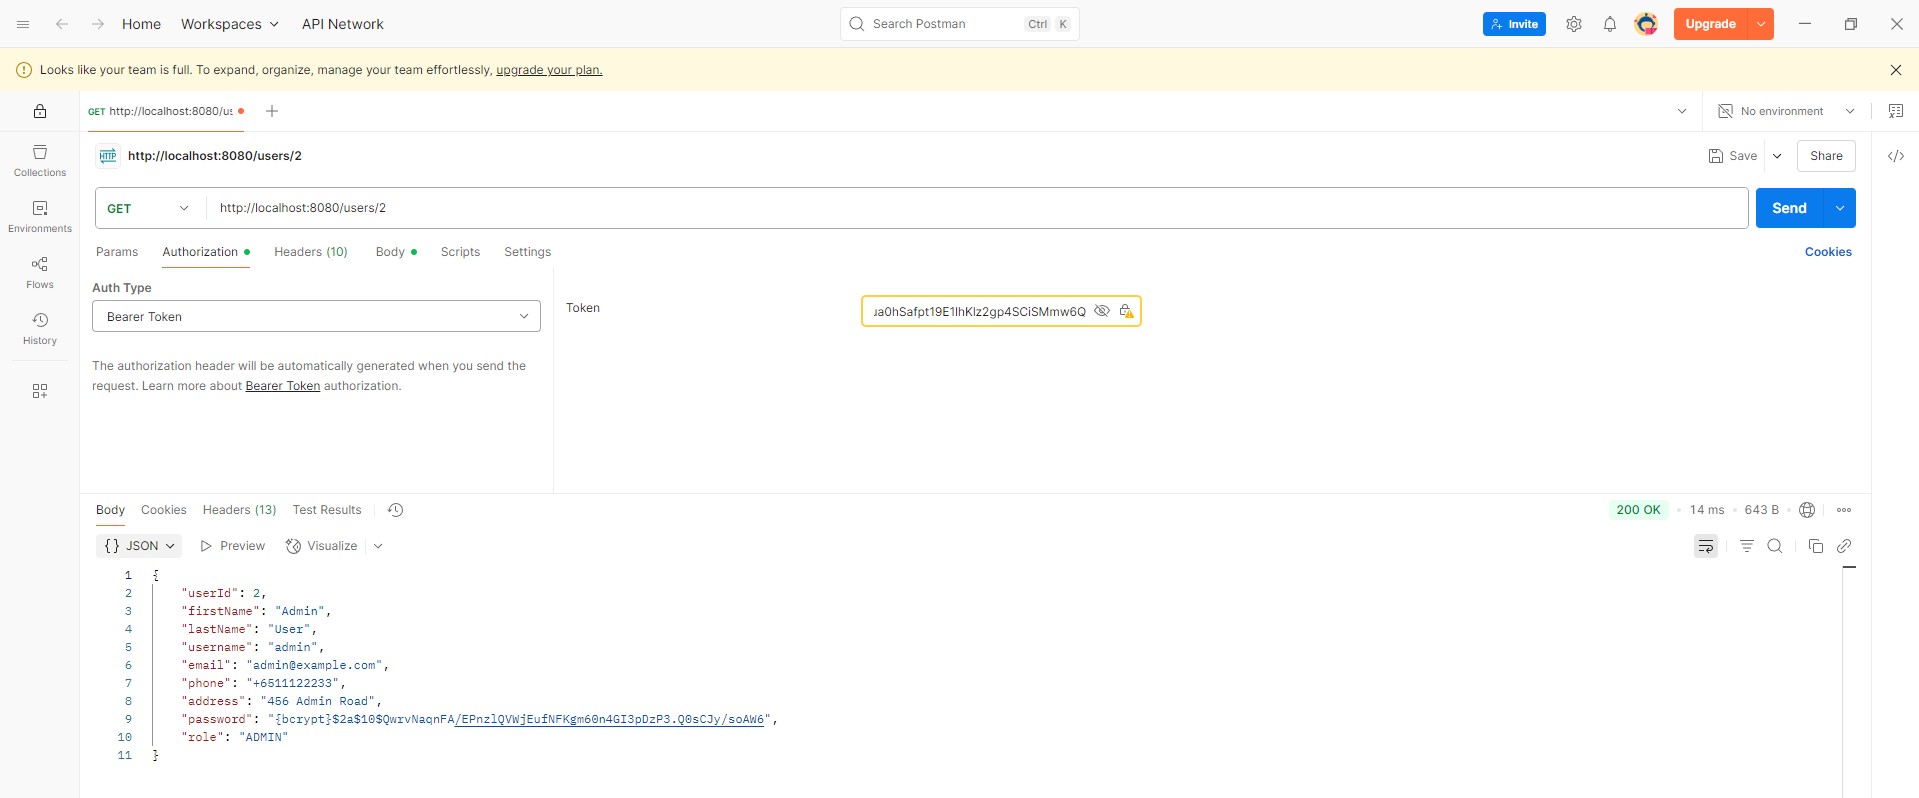 Home Workspaces API Network Search Postman Ctrl K Invite Upgrade
Looks like your team is full. To expand, organize, manage your team effortlessly, upgrade your plan.
GET http://localhost:8080/us No environment
HTTP http://localhost:8080/users/2 Save Share
Collections
GET http://localhost:8080/users/2 Send
Environments
Params Authorization Headers (10) Body Scripts Settings Cookies
Flows
Auth Type
Bearer Token
Token
ua0hSafpt19E1IhKlz2gp4SCiSMmw6Q
History
The authorization header will be automatically generated when you send the
request. Learn more about Bearer Token authorization.
Body Cookies Headers (13) Test Results 200 OK 14 ms 643 B
{} JSON Preview Visualize
1 {
2 "userId": 2,
3 "firstName": "Admin",
4 "lastName": "User",
5 "username": "admin",
6 "email": "admin@example.com",
7 "phone": "+6511122233",
8 "address": "456 Admin Road",
9 "password": "{bcrypt}$2a$10$QwrvNaqnFA/EPnzlQVWjEufNFKgm60n4GI3pDzP3.Q0sCJy/soAW6",
10 "role": "ADMIN"
11 }